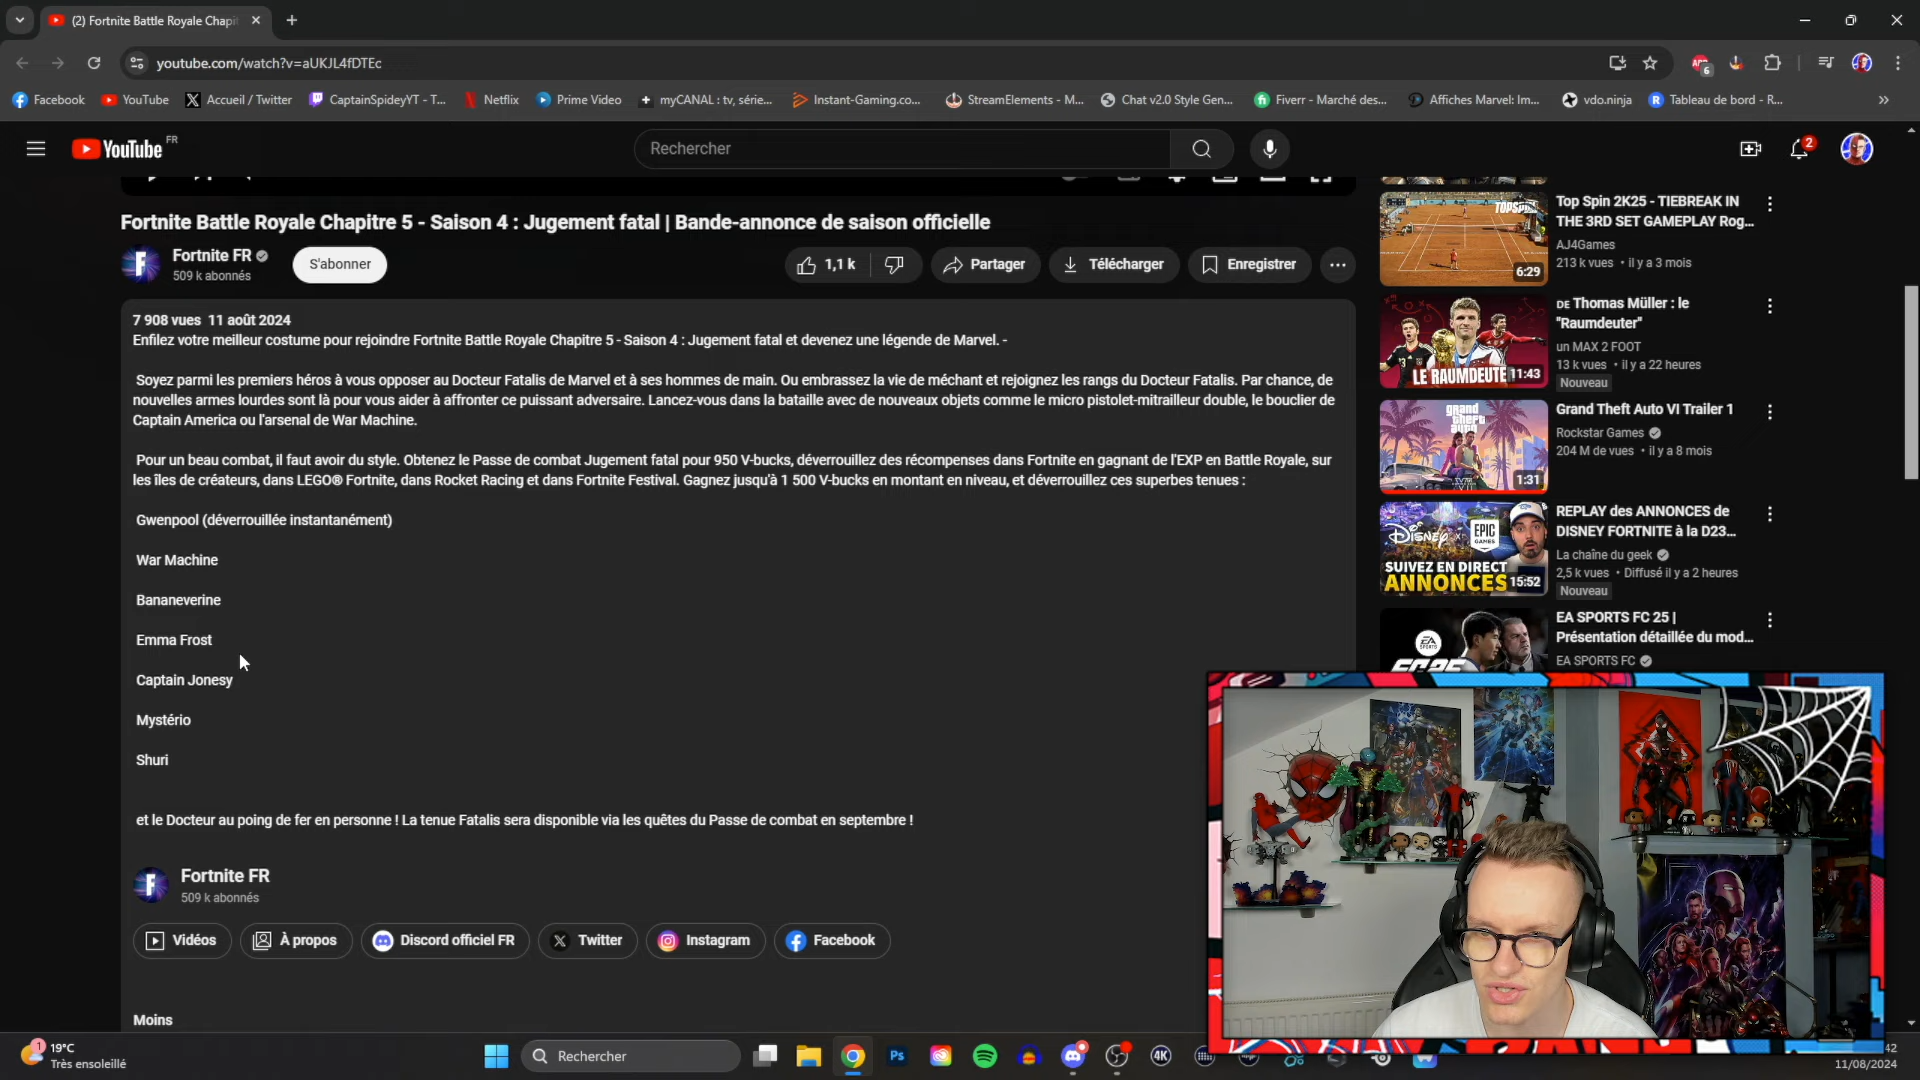 (2) Fortnite Battle Royale Chapi
youtube.com/watch?v=aUKJL4fDTEc
6
Facebook
YouTube
Accueil / Twitter
CaptainSpideyYT - T...
Netflix
Prime Video
myCANAL : tv, série...
Instant-Gaming.co...
StreamElements - M...
Chat v2.0 Style Gen...
Fiverr - Marché des...
Affiches Marvel: Im...
vdo.ninja
Tableau de bord - R...
YouTube FR
Rechercher
2
Fortnite Battle Royale Chapitre 5 - Saison 4 : Jugement fatal | Bande-annonce de saison officielle
Fortnite FR
509 k abonnés
S'abonner
1,1 k
Partager
Télécharger
Enregistrer
7 908 vues 11 août 2024
Enfilez votre meilleur costume pour rejoindre Fortnite Battle Royale Chapitre 5 - Saison 4 : Jugement fatal et devenez une légende de Marvel. -
Soyez parmi les premiers héros à vous opposer au Docteur Fatalis de Marvel et à ses hommes de main. Ou embrassez la vie de méchant et rejoignez les rangs du Docteur Fatalis. Par chance, de
nouvelles armes lourdes sont là pour vous aider à affronter ce puissant adversaire. Lancez-vous dans la bataille avec de nouveaux objets comme le micro pistolet-mitrailleur double, le bouclier de
Captain America ou l'arsenal de War Machine.
Pour un beau combat, il faut avoir du style. Obtenez le Passe de combat Jugement fatal pour 950 V-bucks, déverrouillez des récompenses dans Fortnite en gagnant de l'EXP en Battle Royale, sur
les îles de créateurs, dans LEGO® Fortnite, dans Rocket Racing et dans Fortnite Festival. Gagnez jusqu'à 1 500 V-bucks en montant en niveau, et déverrouillez ces superbes tenues :
Gwenpool (déverrouillée instantanément)
War Machine
Bananeverine
Emma Frost
Captain Jonesy
Mystério
Shuri
et le Docteur au poing de fer en personne ! La tenue Fatalis sera disponible via les quêtes du Passe de combat en septembre !
Fortnite FR
509 k abonnés
Vidéos
À propos
Discord officiel FR
Twitter
Instagram
Facebook
Moins
TOPSPIN
6:29
Top Spin 2K25 - TIEBREAK IN
THE 3RD SET GAMEPLAY Rog...
AJ4Games
213 k vues • il y a 3 mois
LE RAUMDEUTE
11:43
DE Thomas Müller : le
"Raumdeuter"
un MAX 2 FOOT
13 k vues • il y a 22 heures
Nouveau
grand theft auto VI
1:31
Grand Theft Auto VI Trailer 1
Rockstar Games
204 M de vues • il y a 8 mois
Disney
EPIC GAMES
SUIVEZ EN DIRECT
ANNONCES
15:52
REPLAY des ANNONCES de
DISNEY FORTNITE à la D23...
La chaîne du geek
2,5 k vues • Diffusé il y a 2 heures
Nouveau
EA SPORTS
EA SPORTS FC 25 |
Présentation détaillée du mod...
EA SPORTS FC
1
19°C
Très ensoleillé
Rechercher
Ps
4K
42
11/08/2024